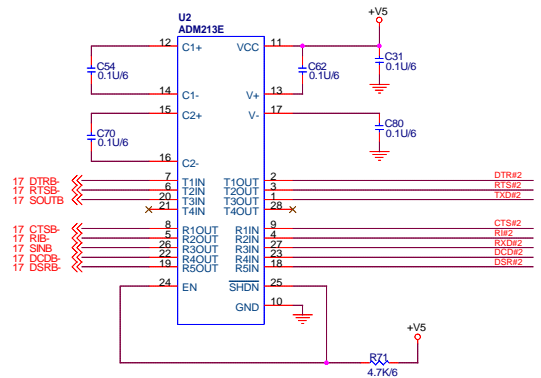 +V5
U2
ADM213E
12 C1+ VCC 11
C54
0.1U/6
C62
0.1U/6
C31
0.1U/6
14 C1- V+ 13
15 C2+ V- 17
C70
0.1U/6
C80
0.1U/6
16 C2-
17 DTRB- 7 T1IN T1OUT 2 DTR#2
17 RTSB- 6 T2IN T2OUT 3 RTS#2
17 SOUTB 20 T3IN T3OUT 1 TXD#2
21 T4IN T4OUT 28
17 CTSB- 8 R1OUT R1IN 9 CTS#2
17 RIB- 5 R2OUT R2IN 4 RI#2
17 SINB 26 R3OUT R3IN 27 RXD#2
17 DCDB- 22 R4OUT R4IN 23 DCD#2
17 DSRB- 19 R5OUT R5IN 18 DSR#2
24 EN SHDN 25
GND 10
+V5
R71
4.7K/6